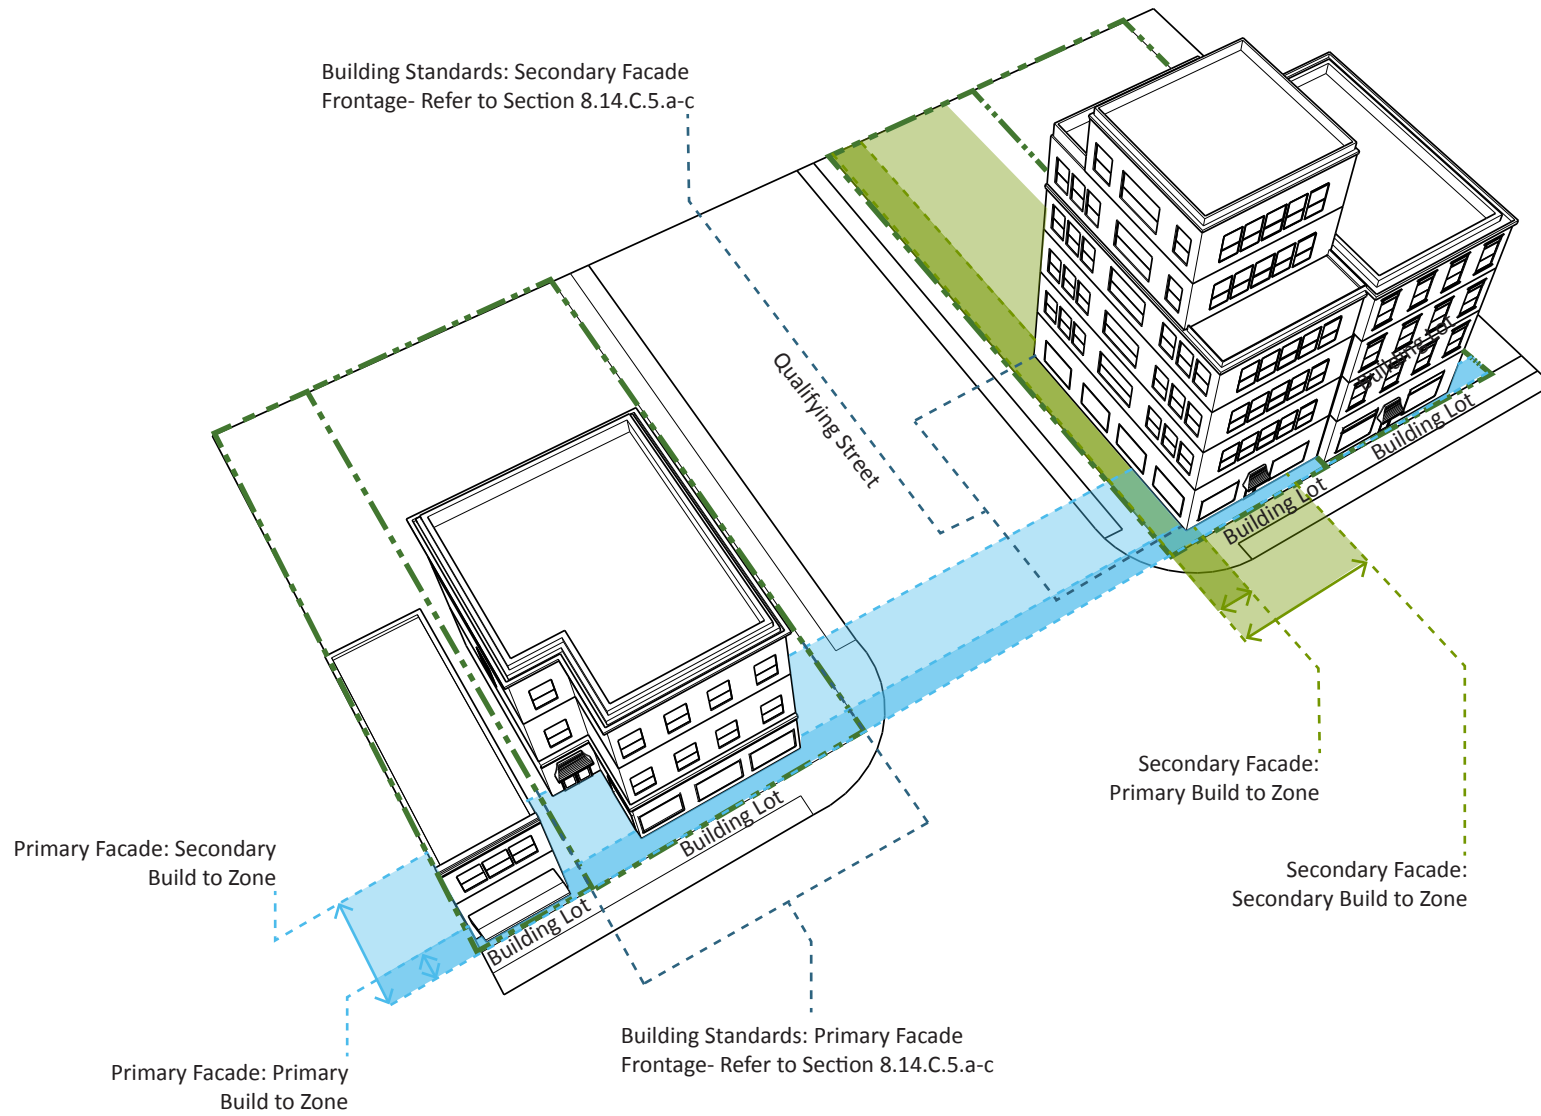 Building Standards: Secondary Facade
Frontage- Refer to Section 8.14.C.5.a-c
Qualifying Street
Building Lot
Building Lot
Building Lot
Building Lot
Building Lot
Secondary Facade:
Primary Build to Zone
Primary Facade: Secondary
Build to Zone
Secondary Facade:
Secondary Build to Zone
Building Standards: Primary Facade
Frontage- Refer to Section 8.14.C.5.a-c
Primary Facade: Primary
Build to Zone